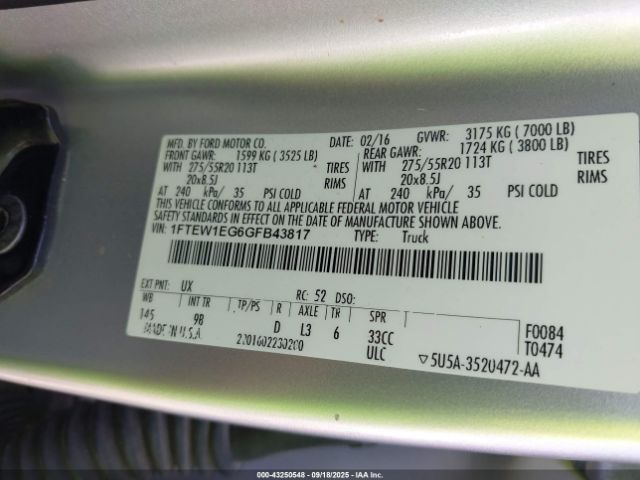 MFD. BY FORD MOTOR CO. DATE: 02/16 GVWR: 3175 KG ( 7000 LB)
FRONT GAWR: 1599 KG ( 3525 LB) REAR GAWR: 1724 KG ( 3800 LB)
WITH 275/55R20 113T TIRES WITH 275/55R20 113T TIRES
20x8.5J RIMS 20x8.5J RIMS
AT 240 kPa/ 35 PSI COLD AT 240 kPa/ 35 PSI COLD
THIS VEHICLE CONFORMS TO ALL APPLICABLE FEDERAL MOTOR VEHICLE
SAFETY STANDARDS IN EFFECT ON THE DATE OF MANUFACTURE SHOWN ABOVE.
VIN: 1FTEW1EG6GFB43817 TYPE: Truck
EXT PNT: UX RC: 52 DSO:
WB INT TR TP/PS R AXLE TR SPR
145 9B D L3 6 33CC F0084
MADE IN U.S.A. ULC T0474
▽5U5A-3520472-AA
000-43250548 - 09/18/2025 - IAA Inc.